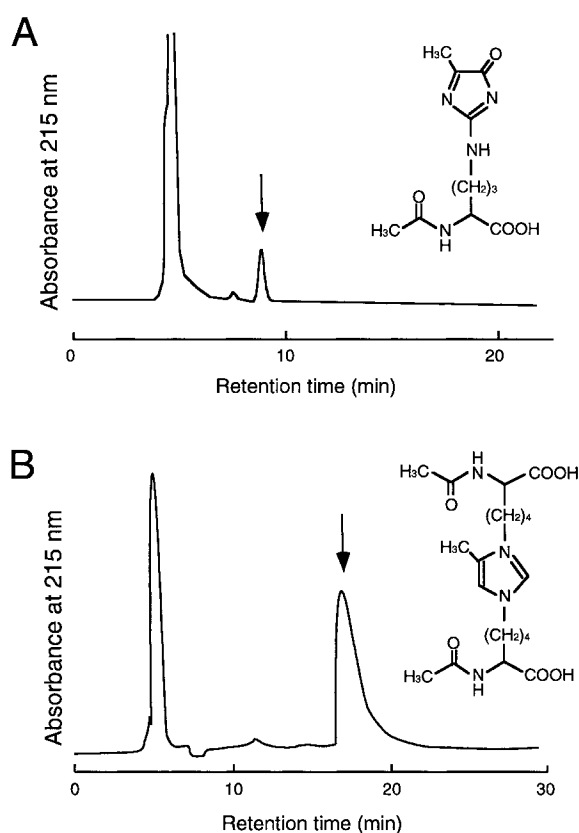 A
Absorbance at 215 nm
H₃C
O
N
N
NH
(CH₂)₃
O
H₃C
N
H
COOH
0
10
20
Retention time (min)
B
Absorbance at 215 nm
H
H₃C
N
COOH
O
(CH₂)₄
H₃C
N
N
(CH₂)₄
O
H₃C
N
H
COOH
0
10
20
30
Retention time (min)